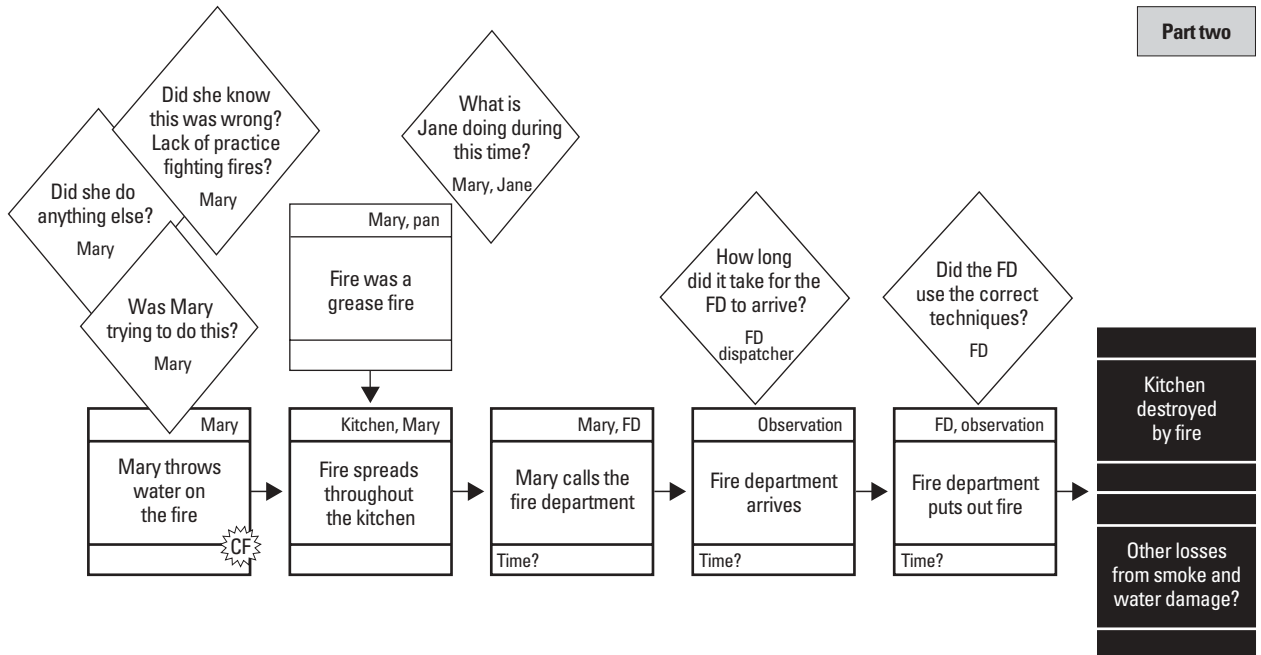 Part two
Did she know
this was wrong?
Lack of practice
fighting fires?
Mary
Did she do
anything else?
Mary
Was Mary
trying to do this?
Mary
What is
Jane doing during
this time?
Mary, Jane
Mary, pan
Fire was a
grease fire
How long
did it take for the
FD to arrive?
FD
dispatcher
Did the FD
use the correct
techniques?
FD
Mary
Mary throws
water on
the fire
CF
Kitchen, Mary
Fire spreads
throughout
the kitchen
Mary, FD
Mary calls the
fire department
Time?
Observation
Fire department
arrives
Time?
FD, observation
Fire department
puts out fire
Time?
Kitchen
destroyed
by fire
Other losses
from smoke and
water damage?